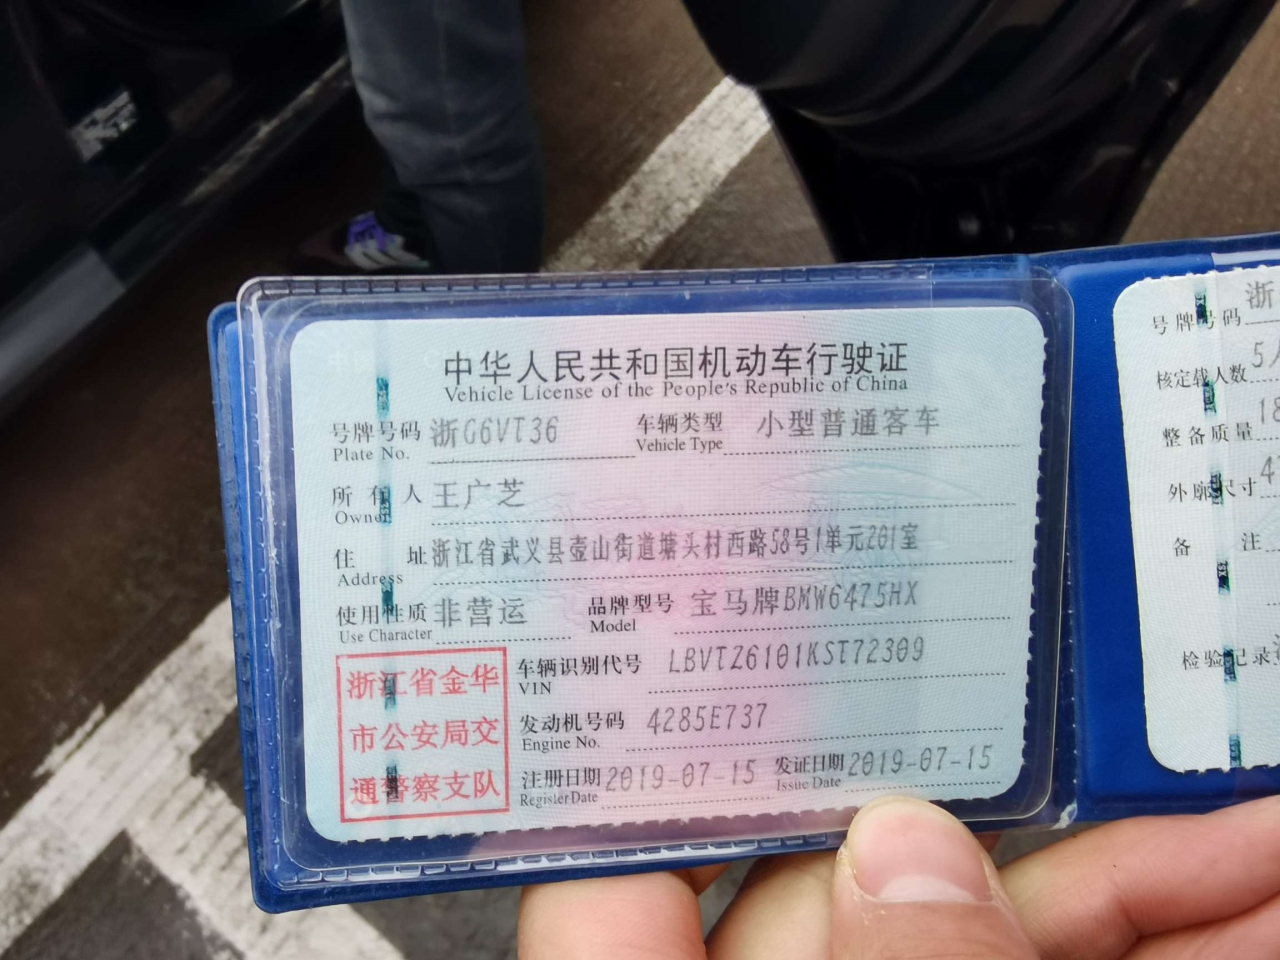 中华人民共和国机动车行驶证
Vehicle License of the People's Republic of China
号牌号码 浙G6VT36 车辆类型 小型普通客车
Plate No. Vehicle Type
所有人 王广芝
Owner
住址 浙江省武义县壶山街道塘头村西路58号1单元201室
Address
使用性质 非营运 品牌型号 宝马牌BMW6475HX
Use Character Model
浙江省金华
市公安局交
通警察支队
车辆识别代号 LBVTZ6101KST72309
VIN
发动机号码 4285E737
Engine No.
注册日期 2019-07-15 发证日期 2019-07-15
Register Date Issue Date
号牌号码 浙
核定载人数 5
整备质量 18
外廓尺寸 4
备注
检验记录